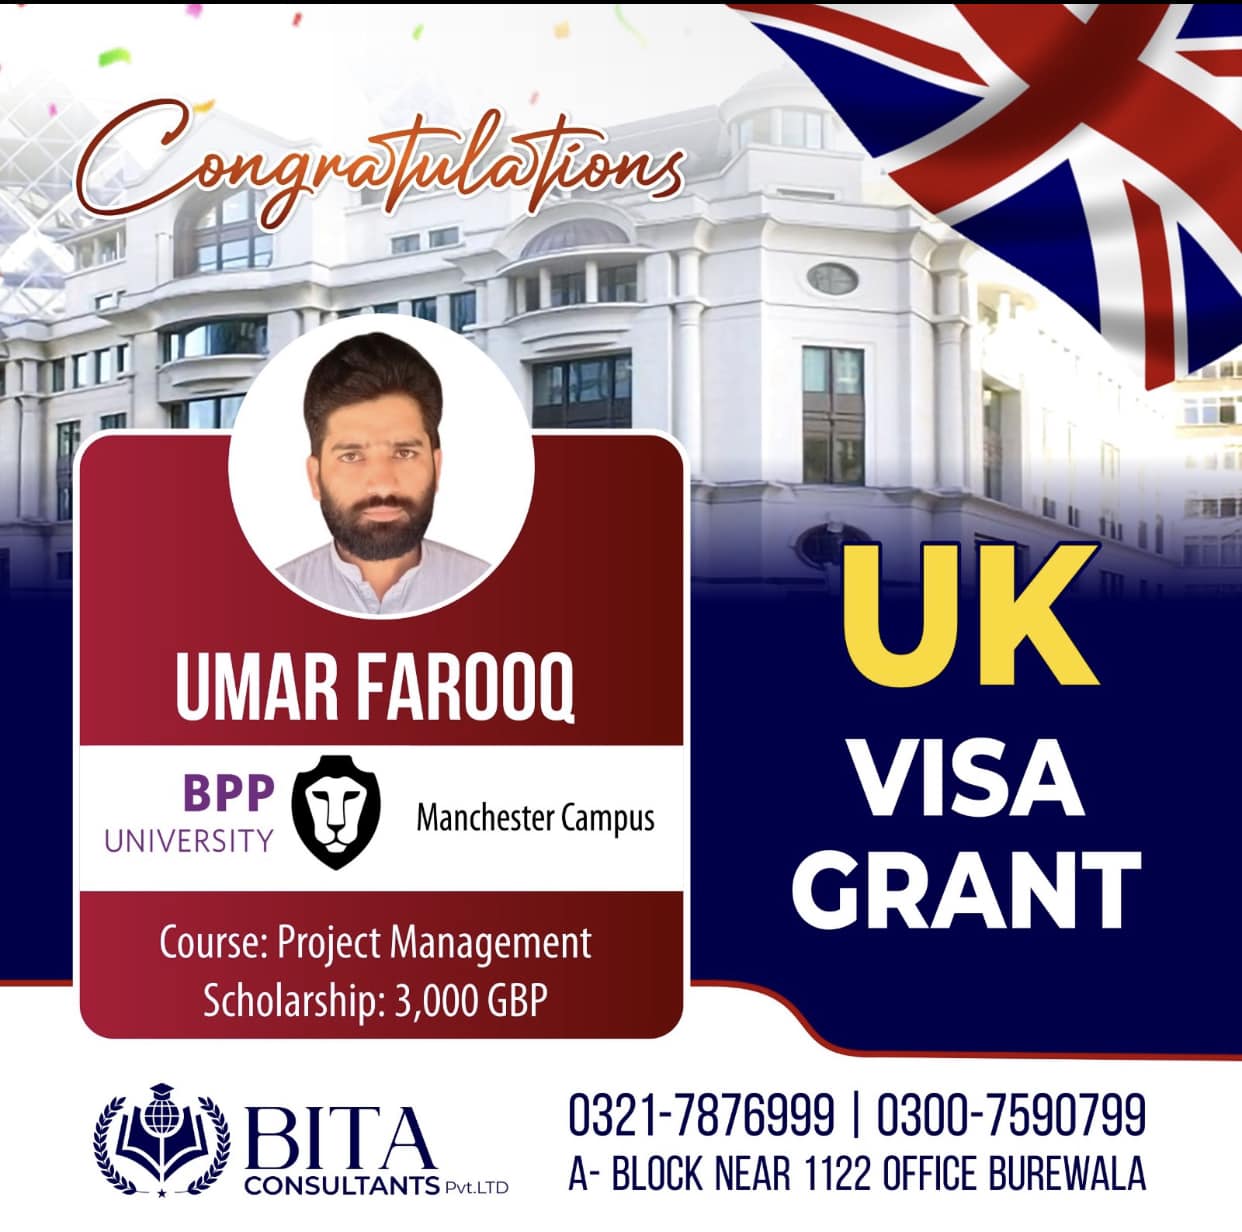 Congratulations
UMAR FAROOQ
BPP
UNIVERSITY
Manchester Campus
Course: Project Management
Scholarship: 3,000 GBP
UK
VISA
GRANT
BITA
CONSULTANTS Pvt.LTD
0321-7876999 | 0300-7590799
A- BLOCK NEAR 1122 OFFICE BUREWALA